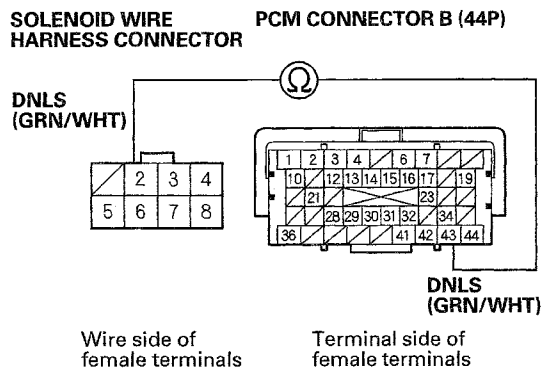 SOLENOID WIRE
HARNESS CONNECTOR
PCM CONNECTOR B (44P)
Ω
DNLS
(GRN/WHT)
2 3 4
5 6 7 8
1 2 3 4 6 7
10 12 13 14 15 16 17 19
21 23
28 29 30 31 32 34
36 41 42 43 44
DNLS
(GRN/WHT)
Wire side of
female terminals
Terminal side of
female terminals